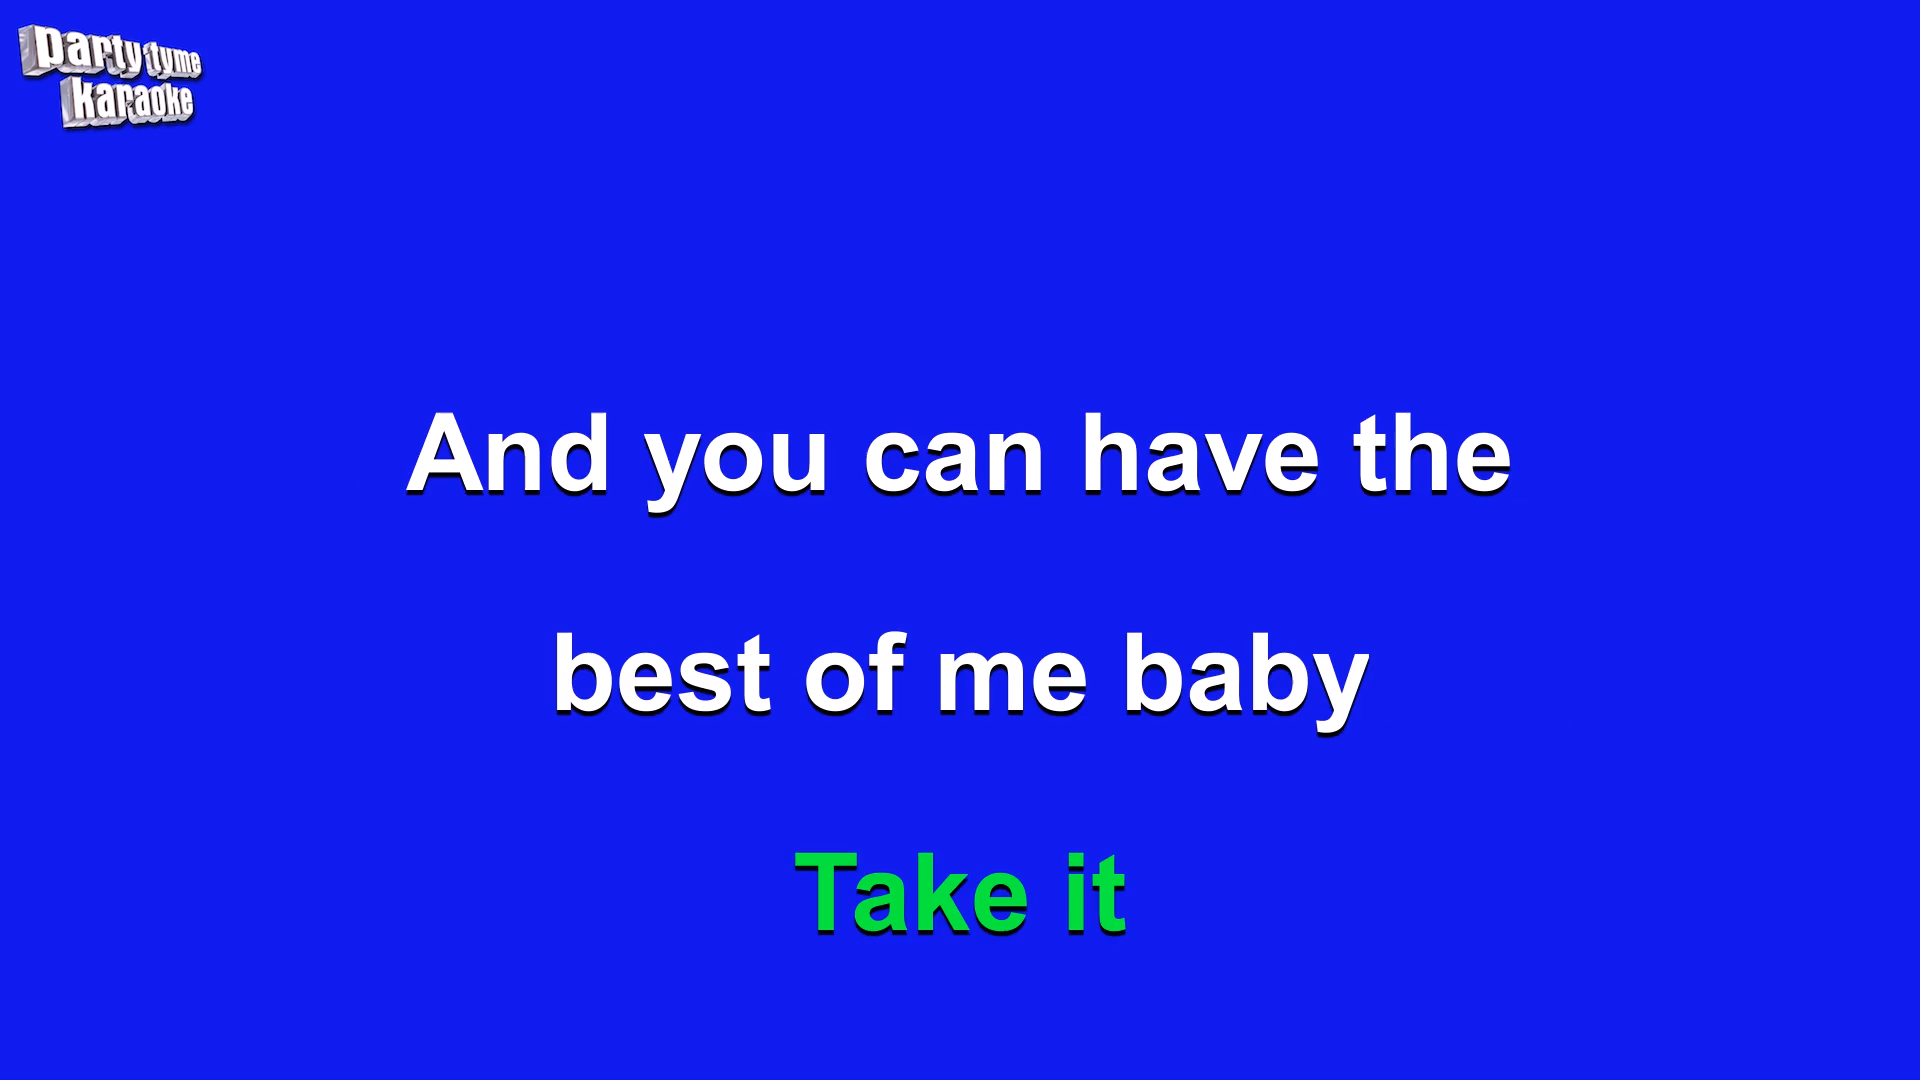 party tyme
karaoke
And you can have the
best of me baby
Take it